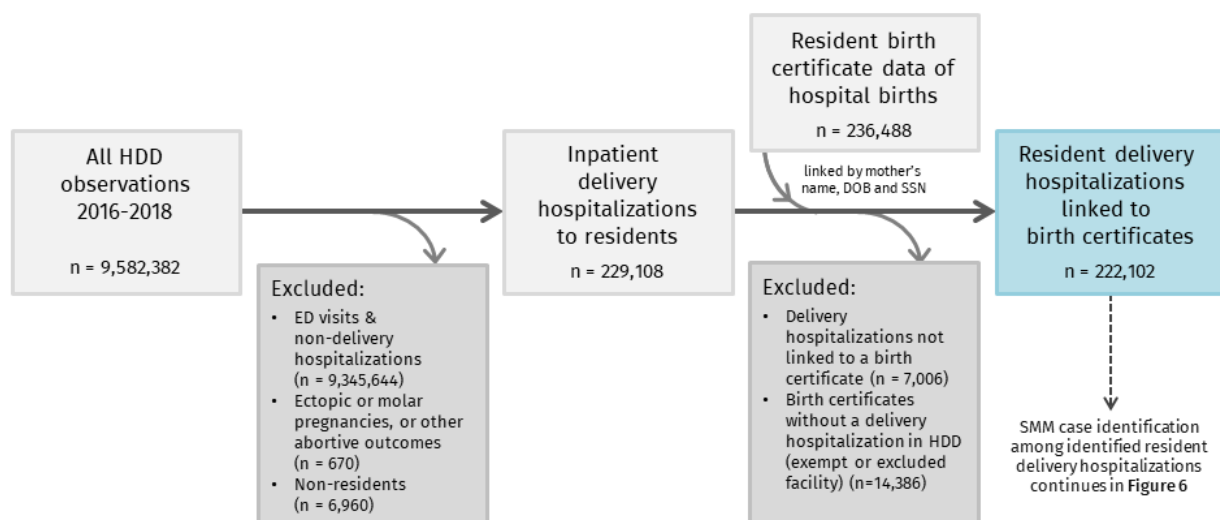 All HDD
observations
2016-2018
n = 9,582,382
Excluded:
• ED visits &
non-delivery
hospitalizations
(n = 9,345,644)
• Ectopic or molar
pregnancies, or other
abortive outcomes
(n = 670)
• Non-residents
(n = 6,960)
Inpatient
delivery
hospitalizations
to residents
n = 229,108
Resident birth
certificate data of
hospital births
n = 236,488
linked by mother's
name, DOB and SSN
Excluded:
• Delivery
hospitalizations not
linked to a birth
certificate (n = 7,006)
• Birth certificates
without a delivery
hospitalization in HDD
(exempt or excluded
facility) (n=14,386)
Resident delivery
hospitalizations
linked to
birth certificates
n = 222,102
SMM case identification
among identified resident
delivery hospitalizations
continues in Figure 6